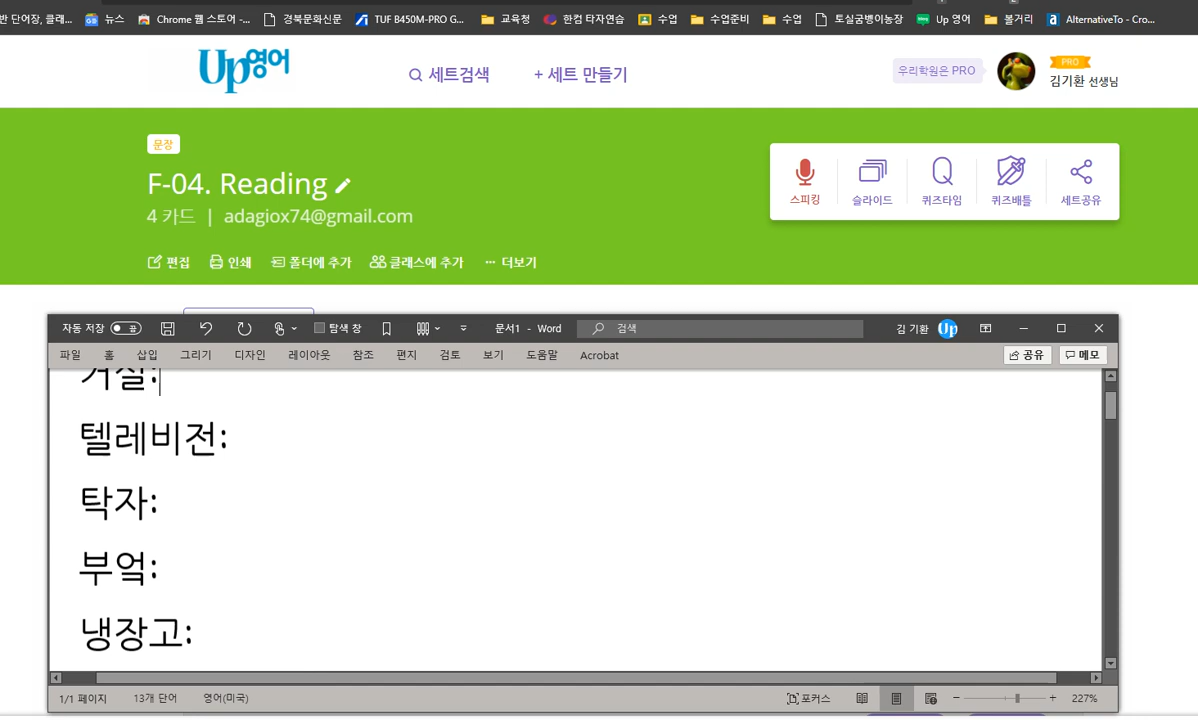 반 단어장, 클래... 뉴스 Chrome 웹 스토어 -... 경북문화신문 TUF B450M-PRO G... 교육청 한컴 타자연습 수업 수업준비 수업 토실굼벵이농장 Up 영어 볼거리 AlternativeTo - Cro...
Up영어 세트검색 + 세트 만들기 우리학원은 PRO PRO
김기환 선생님
문장
F-04. Reading
4 카드 | adagiox74@gmail.com
스피킹 슬라이드 퀴즈타임 퀴즈배틀 세트공유
편집 인쇄 폴더에 추가 클래스에 추가 ··· 더보기
자동 저장 끔 탐색 창 문서1 - Word 검색 김 기환 Up
파일 홈 삽입 그리기 디자인 레이아웃 참조 편지 검토 보기 도움말 Acrobat 공유 메모
거실:
텔레비전:
탁자:
부엌:
냉장고:
1/1 페이지 13개 단어 영어(미국) 포커스 227%